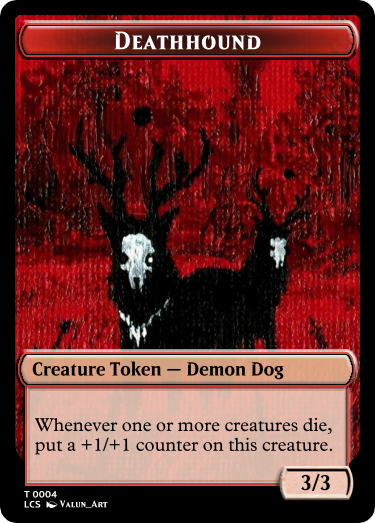 Deathhound
Creature Token — Demon Dog
Whenever one or more creatures die,
put a +1/+1 counter on this creature.
3/3
T 0004
LCS Valun_Art